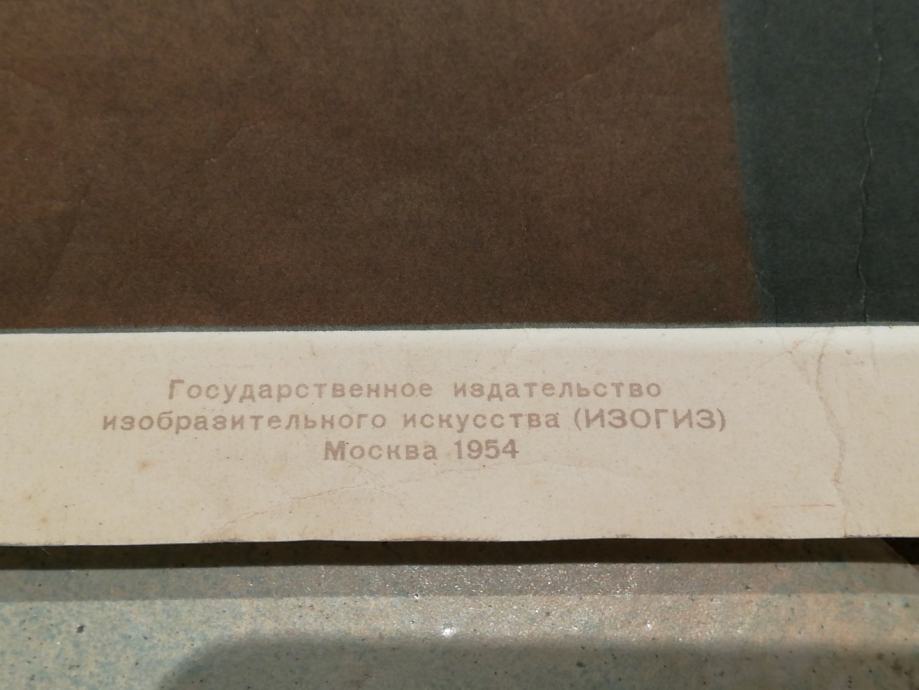 Государственное издательство
изобразительного искусства (ИЗОГИЗ)
Москва 1954